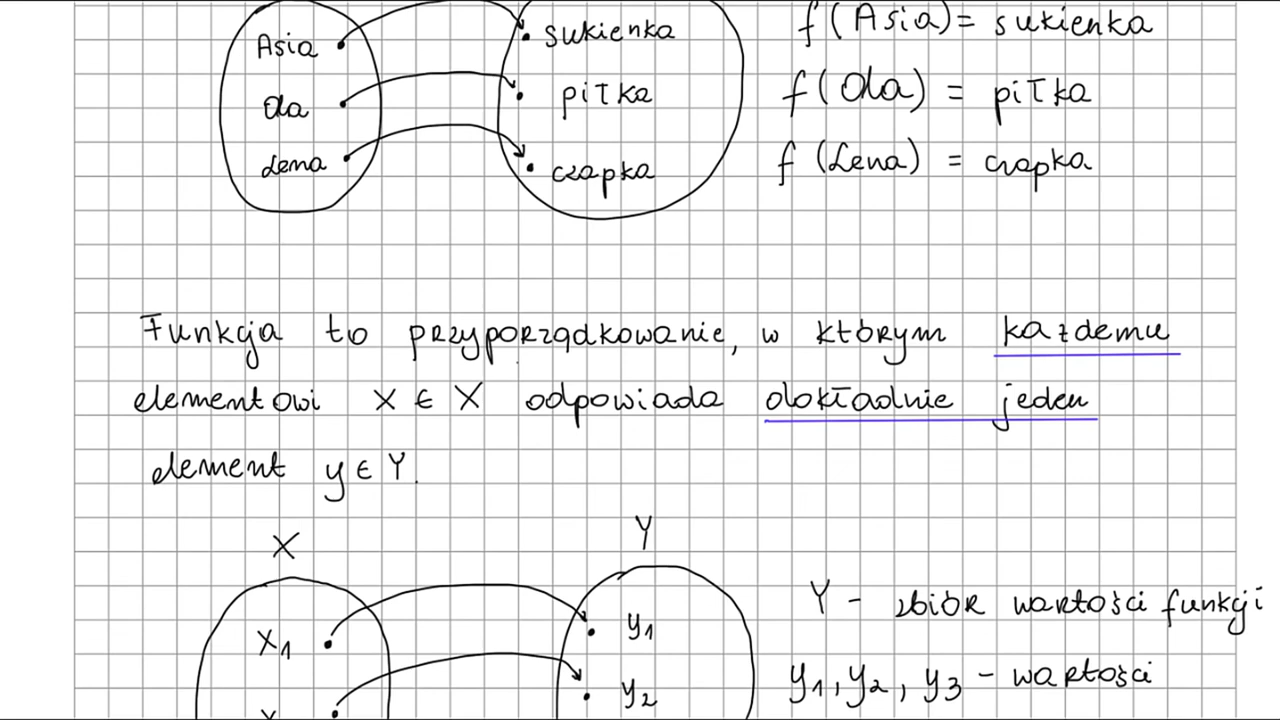 Asia sukienka f(Asia) = sukienka
Ola piłka f(Ola) = piłka
Lena czapka f(Lena) = czapka
Funkcja to przyporządkowanie, w którym każdemu
elementowi x ∈ X odpowiada dokładnie jeden
element y ∈ Y.
X Y
x₁ y₁ Y - zbiór wartości funkcji
y₂ y₁, y₂, y₃ - wartości